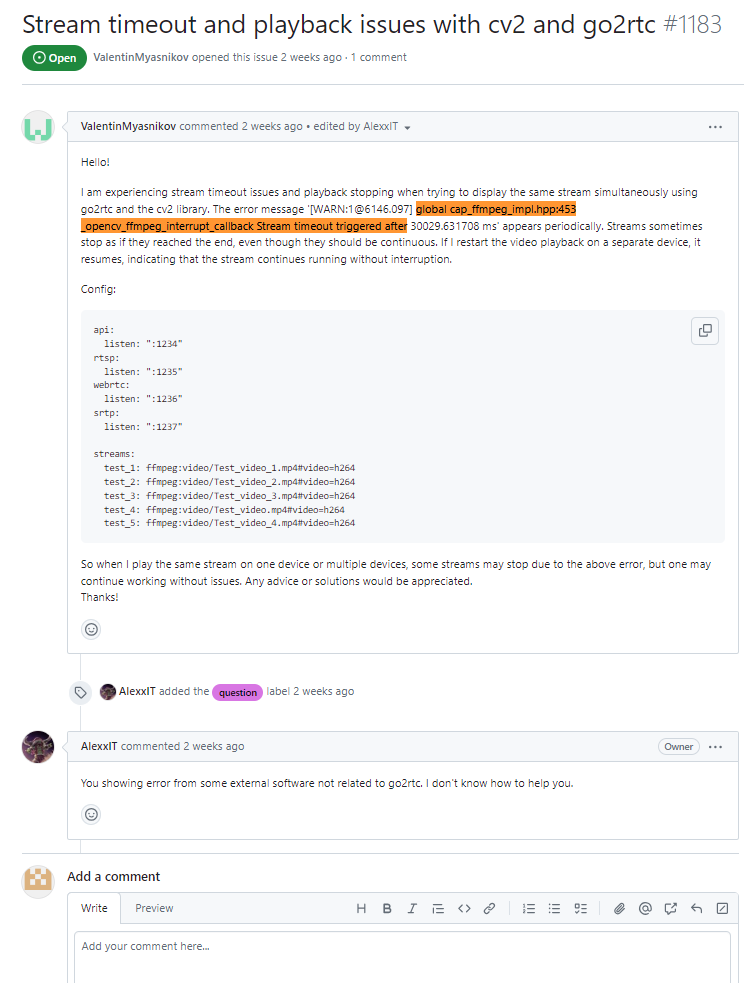 Stream timeout and playback issues with cv2 and go2rtc #1183
Open ValentinMyasnikov opened this issue 2 weeks ago · 1 comment
ValentinMyasnikov commented 2 weeks ago • edited by AlexxIT
Hello!
I am experiencing stream timeout issues and playback stopping when trying to display the same stream simultaneously using
go2rtc and the cv2 library. The error message '[WARN:1@6146.097] global cap_ffmpeg_impl.hpp:453
_opencv_ffmpeg_interrupt_callback Stream timeout triggered after 30029.631708 ms' appears periodically. Streams sometimes
stop as if they reached the end, even though they should be continuous. If I restart the video playback on a separate device, it
resumes, indicating that the stream continues running without interruption.
Config:
api:
  listen: ":1234"
rtsp:
  listen: ":1235"
webrtc:
  listen: ":1236"
srtp:
  listen: ":1237"
streams:
  test_1: ffmpeg:video/Test_video_1.mp4#video=h264
  test_2: ffmpeg:video/Test_video_2.mp4#video=h264
  test_3: ffmpeg:video/Test_video_3.mp4#video=h264
  test_4: ffmpeg:video/Test_video.mp4#video=h264
  test_5: ffmpeg:video/Test_video_4.mp4#video=h264
So when I play the same stream on one device or multiple devices, some streams may stop due to the above error, but one may
continue working without issues. Any advice or solutions would be appreciated.
Thanks!
AlexxIT added the question label 2 weeks ago
AlexxIT commented 2 weeks ago Owner
You showing error from some external software not related to go2rtc. I don't know how to help you.
Add a comment
Write Preview
Add your comment here...